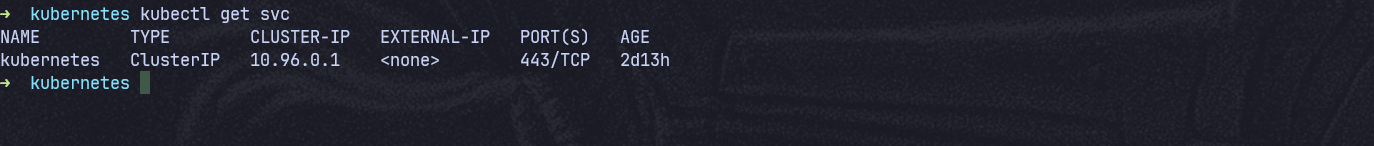 ➜  kubernetes kubectl get svc
NAME         TYPE        CLUSTER-IP   EXTERNAL-IP   PORT(S)   AGE
kubernetes   ClusterIP   10.96.0.1    <none>        443/TCP   2d13h
➜  kubernetes